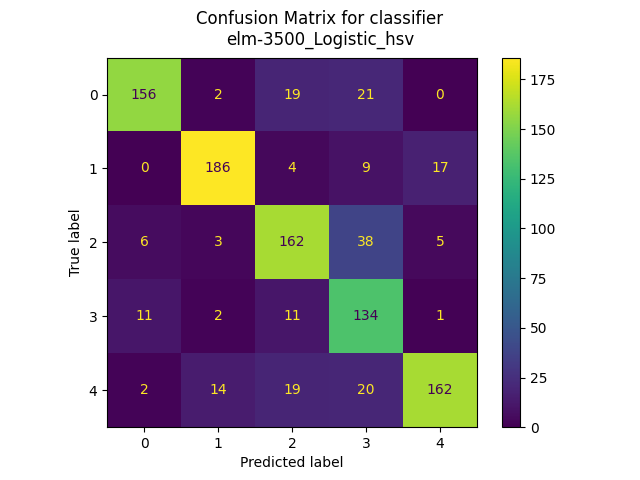 Confusion Matrix for classifier
elm-3500_Logistic_hsv
0 156 2 19 21 0
1 0 186 4 9 17
2 6 3 162 38 5
3 11 2 11 134 1
4 2 14 19 20 162
0 1 2 3 4
Predicted label
True label
175
150
125
100
75
50
25
0